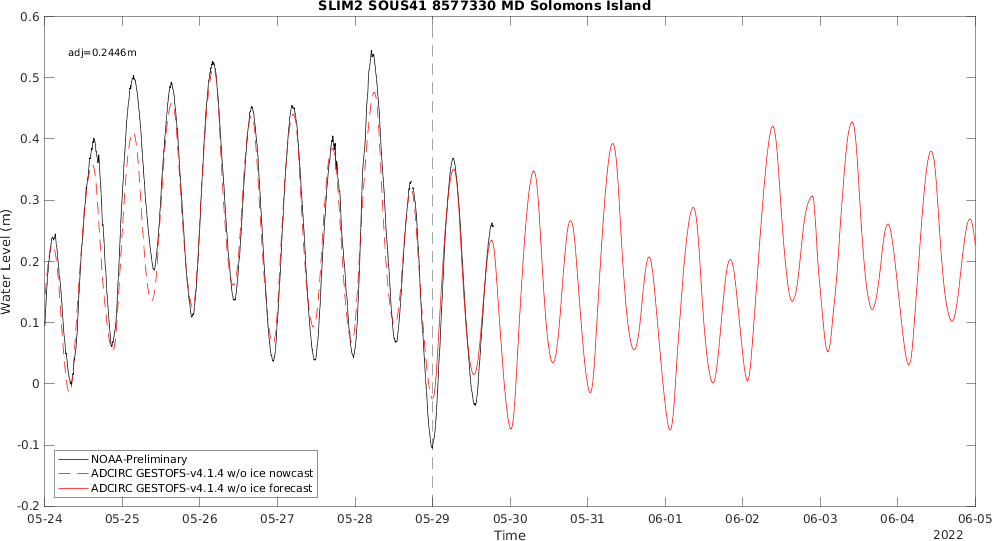 SLIM2 SOUS41 8577330 MD Solomons Island
adj=0.2446m
0.6
0.5
0.4
0.3
0.2
0.1
0
-0.1
-0.2
Water Level (m)
NOAA-Preliminary
ADCIRC GESTOFS-v4.1.4 w/o ice nowcast
ADCIRC GESTOFS-v4.1.4 w/o ice forecast
05-24 05-25 05-26 05-27 05-28 05-29 05-30 05-31 06-01 06-02 06-03 06-04 06-05
Time
2022